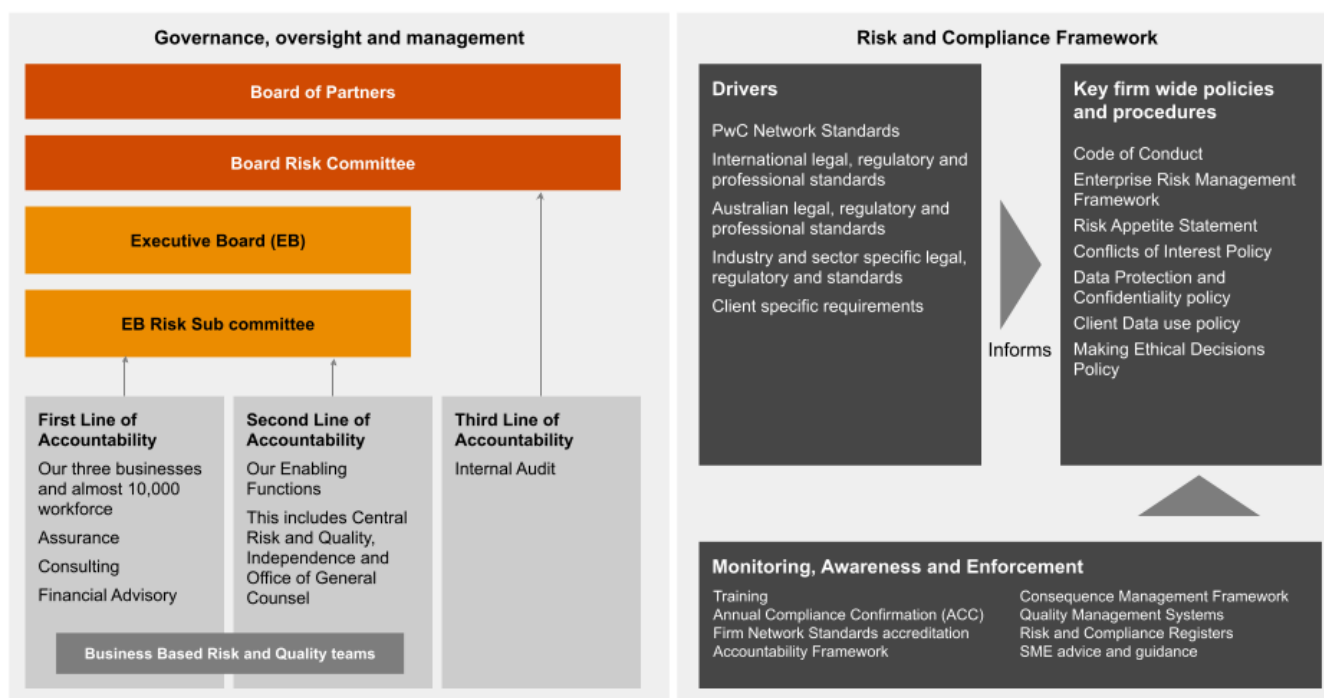 Governance, oversight and management
Board of Partners
Board Risk Committee
Executive Board (EB)
EB Risk Sub committee
First Line of
Accountability
Our three businesses
and almost 10,000
workforce
Assurance
Consulting
Financial Advisory
Second Line of
Accountability
Our Enabling
Functions
This includes Central
Risk and Quality,
Independence and
Office of General
Counsel
Third Line of
Accountability
Internal Audit
Business Based Risk and Quality teams
Risk and Compliance Framework
Drivers
PwC Network Standards
International legal, regulatory and
professional standards
Australian legal, regulatory and
professional standards
Industry and sector specific legal,
regulatory and standards
Client specific requirements
Informs
Key firm wide policies
and procedures
Code of Conduct
Enterprise Risk Management
Framework
Risk Appetite Statement
Conflicts of Interest Policy
Data Protection and
Confidentiality policy
Client Data use policy
Making Ethical Decisions
Policy
Monitoring, Awareness and Enforcement
Training
Annual Compliance Confirmation (ACC)
Firm Network Standards accreditation
Accountability Framework
Consequence Management Framework
Quality Management Systems
Risk and Compliance Registers
SME advice and guidance